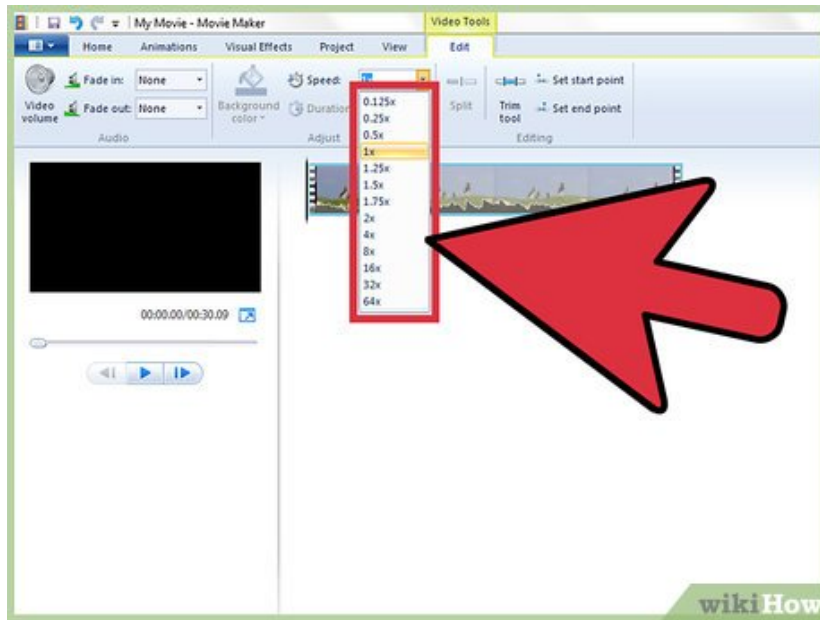 My Movie - Movie Maker
Video Tools
Home Animations Visual Effects Project View Edit
Fade in: None
Speed: 1x
Set start point
Video volume
Fade out: None
Background color
Duration
Split
Trim tool
Set end point
Audio
Adjust
Editing
0.125x
0.25x
0.5x
1x
1.25x
1.5x
1.75x
2x
4x
8x
16x
32x
64x
00:00.00/00:30.09
wikiHow